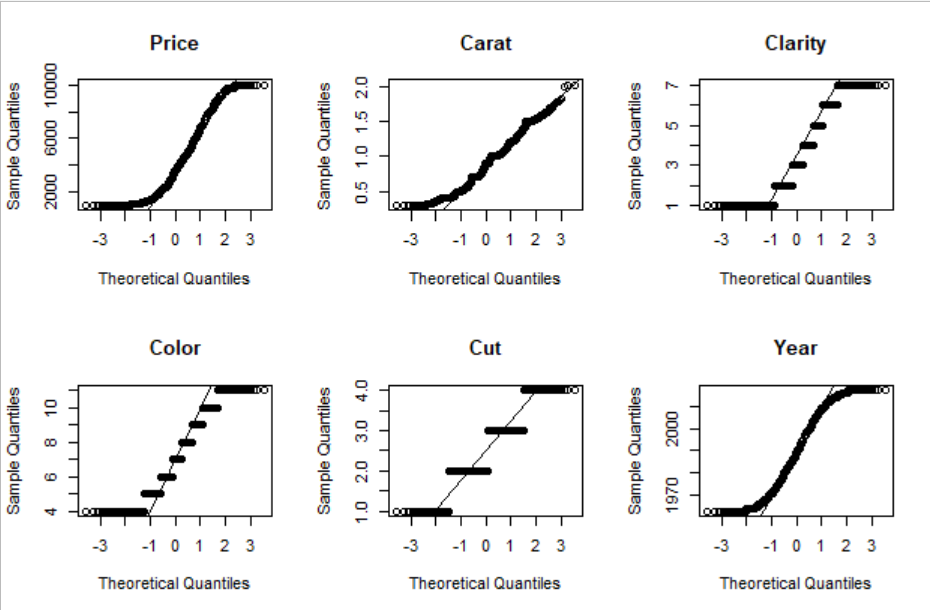 Price
Sample Quantiles
2000 6000 10000
-3 -1 0 1 2 3
Theoretical Quantiles
Carat
Sample Quantiles
0.5 1.0 1.5 2.0
-3 -1 0 1 2 3
Theoretical Quantiles
Clarity
Sample Quantiles
1 3 5 7
-3 -1 0 1 2 3
Theoretical Quantiles
Color
Sample Quantiles
4 6 8 10
-3 -1 0 1 2 3
Theoretical Quantiles
Cut
Sample Quantiles
1.0 2.0 3.0 4.0
-3 -1 0 1 2 3
Theoretical Quantiles
Year
Sample Quantiles
1970 2000
-3 -1 0 1 2 3
Theoretical Quantiles